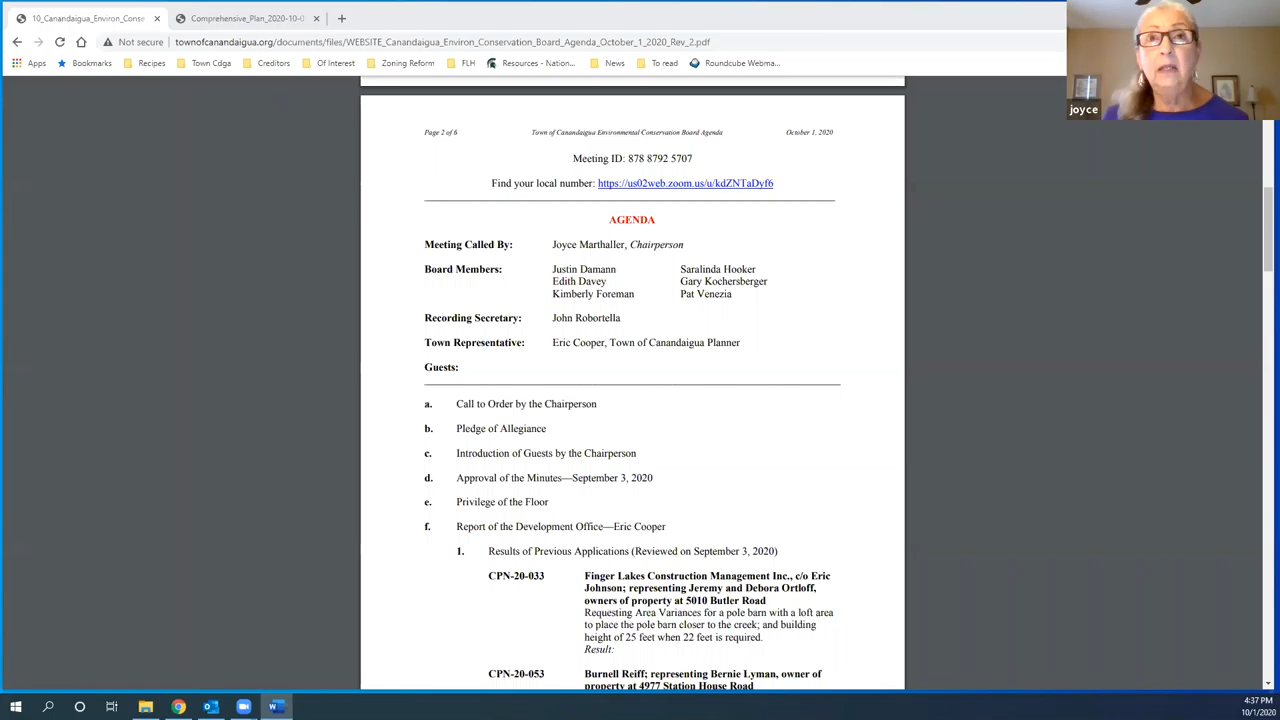 10_Canandaigua_Environ_Conse
Comprehensive_Plan_2020-10-0
Not secure
townofcanandaigua.org/documents/files/WEBSITE_Canandaigua_Environ_Conservation_Board_Agenda_October_1_2020_Rev_2.pdf
Apps Bookmarks Recipes Town Cdga Creditors Of Interest Zoning Reform FLH Resources - Nation... News To read Roundcube Webma...
joyce
Page 2 of 6 Town of Canandaigua Environmental Conservation Board Agenda October 1, 2020
Meeting ID: 878 8792 5707
Find your local number: https://us02web.zoom.us/u/kdZNTaDyf6
AGENDA
Meeting Called By: Joyce Marthaller, Chairperson
Board Members: Justin Damann Saralinda Hooker
Edith Davey Gary Kochersberger
Kimberly Foreman Pat Venezia
Recording Secretary: John Robortella
Town Representative: Eric Cooper, Town of Canandaigua Planner
Guests:
a. Call to Order by the Chairperson
b. Pledge of Allegiance
c. Introduction of Guests by the Chairperson
d. Approval of the Minutes—September 3, 2020
e. Privilege of the Floor
f. Report of the Development Office—Eric Cooper
1. Results of Previous Applications (Reviewed on September 3, 2020)
CPN-20-033 Finger Lakes Construction Management Inc., c/o Eric
Johnson; representing Jeremy and Debora Ortloff,
owners of property at 5010 Butler Road
Requesting Area Variances for a pole barn with a loft area
to place the pole barn closer to the creek; and building
height of 25 feet when 22 feet is required.
Result:
CPN-20-053 Burnell Reiff; representing Bernie Lyman, owner of
property at 4977 Station House Road
4:37 PM
10/1/2020